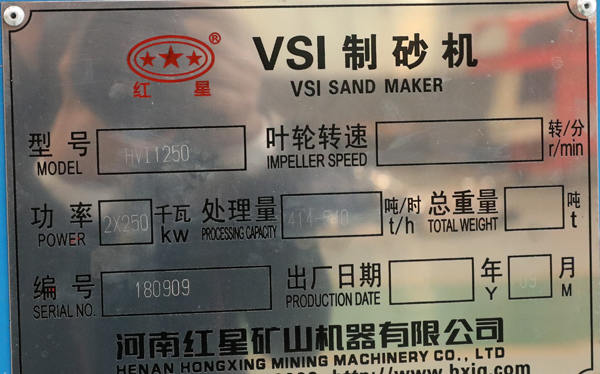 ®
VSI 制砂机
红星
VSI SAND MAKER
型号 HVI1250 叶轮转速 转/分
MODEL IMPELLER SPEED r/min
功率 2X250 千瓦 处理量 吨/时 总重量 吨
POWER kw PROCESSING CAPACITY t/h TOTAL WEIGHT t
编号 180909 出厂日期 年 09 月
SERIAL NO. PRODUCTION DATE Y M
河南红星矿山机器有限公司
HENAN HONGXING MINING MACHINERY CO., LTD